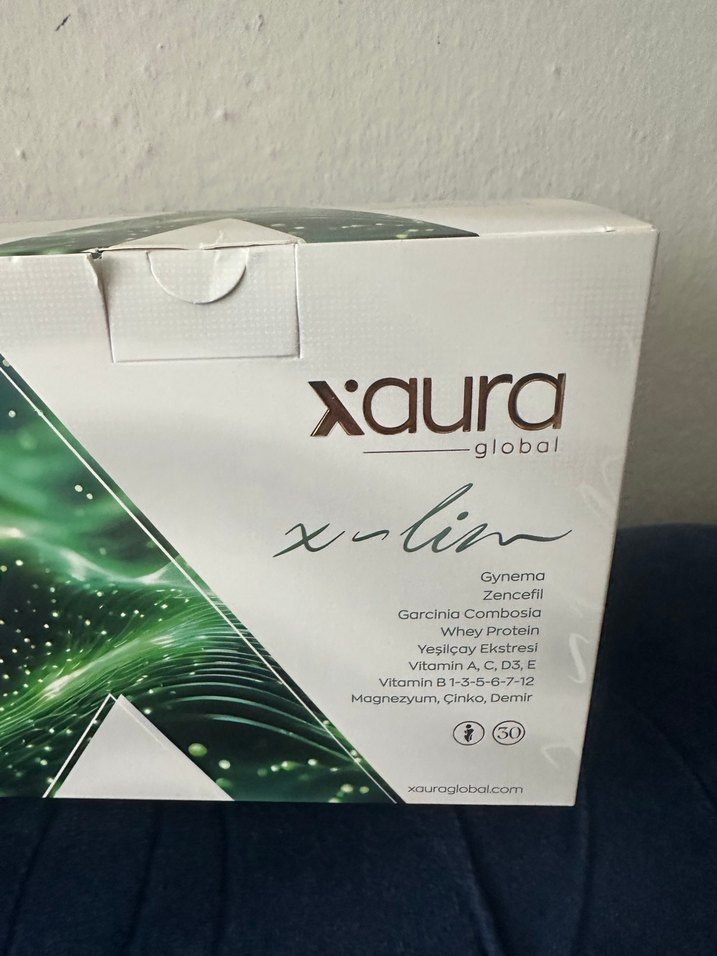 xaura
global
x-lim
Gynema
Zencefil
Garcinia Combosia
Whey Protein
Yeşilçay Ekstresi
Vitamin A, C, D3, E
Vitamin B 1-3-5-6-7-12
Magnezyum, Çinko, Demir
30
xauraglobal.com